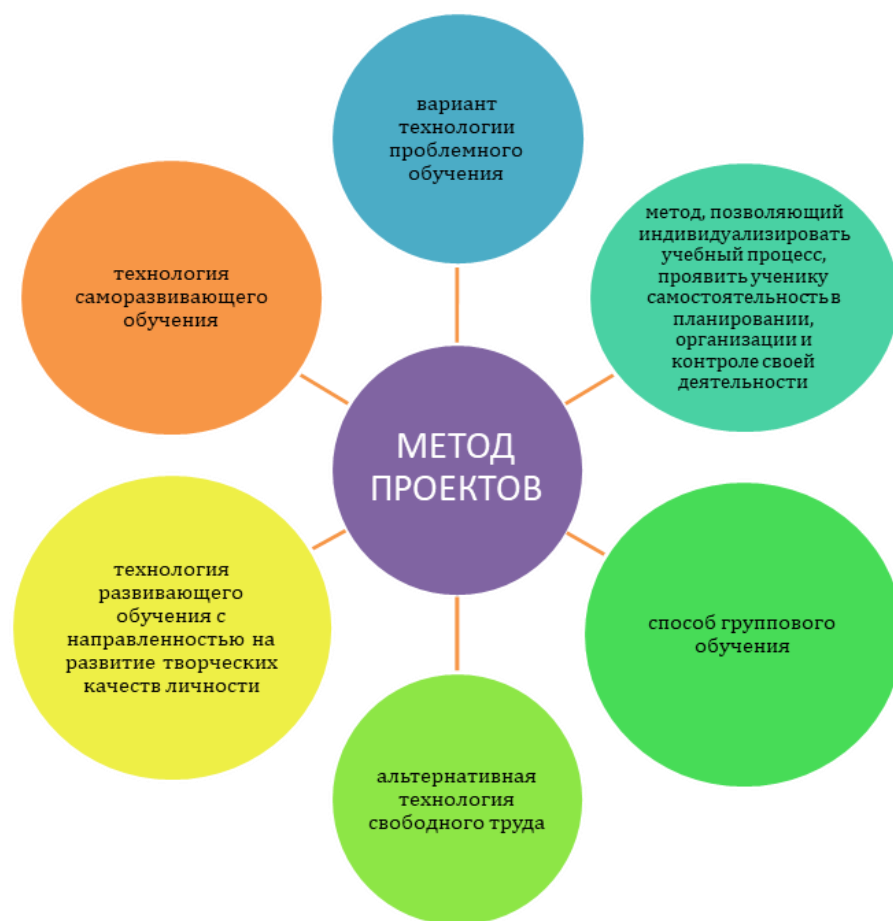 вариант
технологии
проблемного
обучения
метод, позволяющий
индивидуализировать
учебный процесс,
проявить ученику
самостоятельность в
планировании,
организации и
контроле своей
деятельности
технология
саморазвивающего
обучения
МЕТОД
ПРОЕКТОВ
технология
развивающего
обучения с
направленностью на
развитие творческих
качеств личности
способ группового
обучения
альтернативная
технология
свободного труда